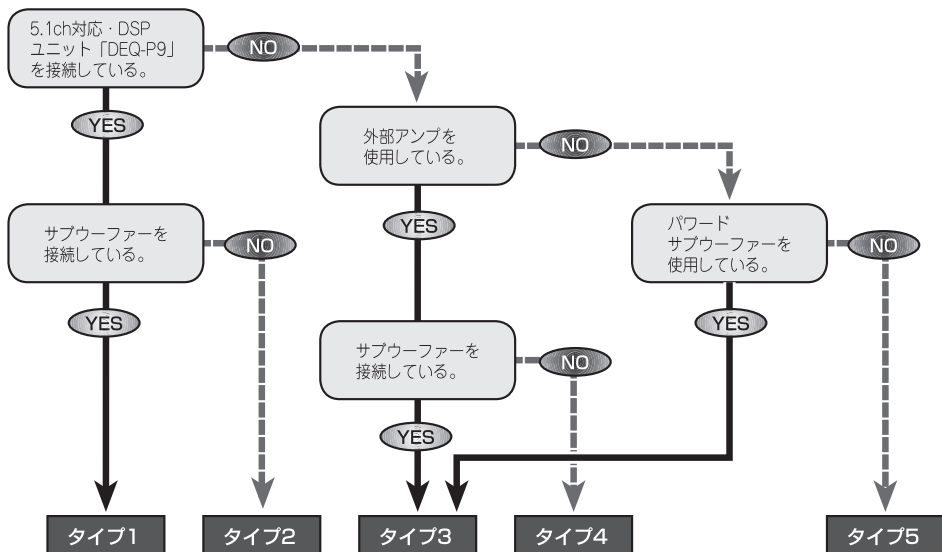 5.1ch対応・DSP
ユニット「DEQ-P9」
を接続している。
NO
YES
外部アンプを
使用している。
NO
YES
サブウーファーを
接続している。
NO
YES
パワード
サブウーファーを
使用している。
NO
YES
サブウーファーを
接続している。
NO
YES
タイプ1
タイプ2
タイプ3
タイプ4
タイプ5